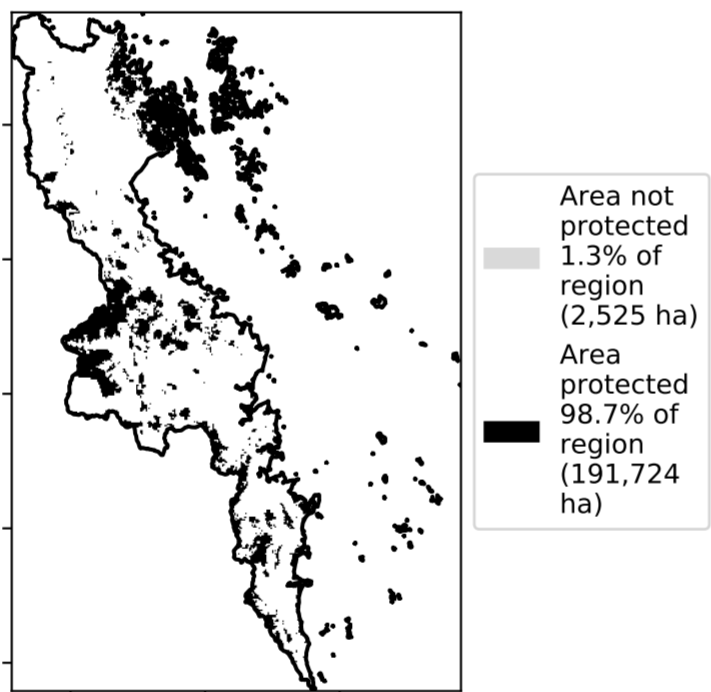 Area not
protected
1.3% of
region
(2,525 ha)
Area
protected
98.7% of
region
(191,724
ha)